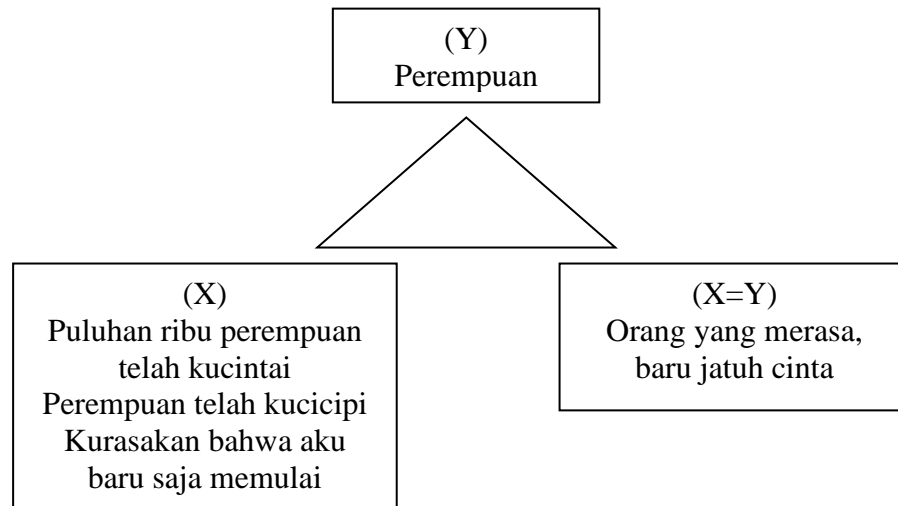 (Y)
Perempuan
(X)
Puluhan ribu perempuan
telah kucintai
Perempuan telah kucicipi
Kurasakan bahwa aku
baru saja memulai
(X=Y)
Orang yang merasa,
baru jatuh cinta